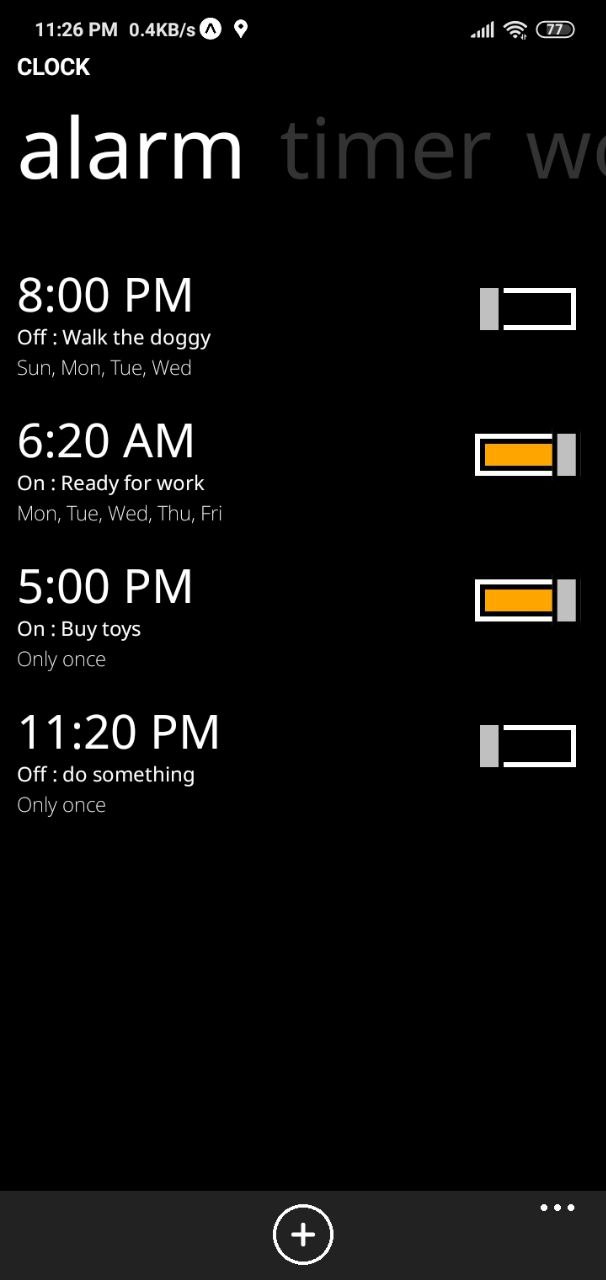 11:26 PM 0.4KB/s 77
CLOCK
alarm timer wo
8:00 PM
Off : Walk the doggy
Sun, Mon, Tue, Wed
6:20 AM
On : Ready for work
Mon, Tue, Wed, Thu, Fri
5:00 PM
On : Buy toys
Only once
11:20 PM
Off : do something
Only once